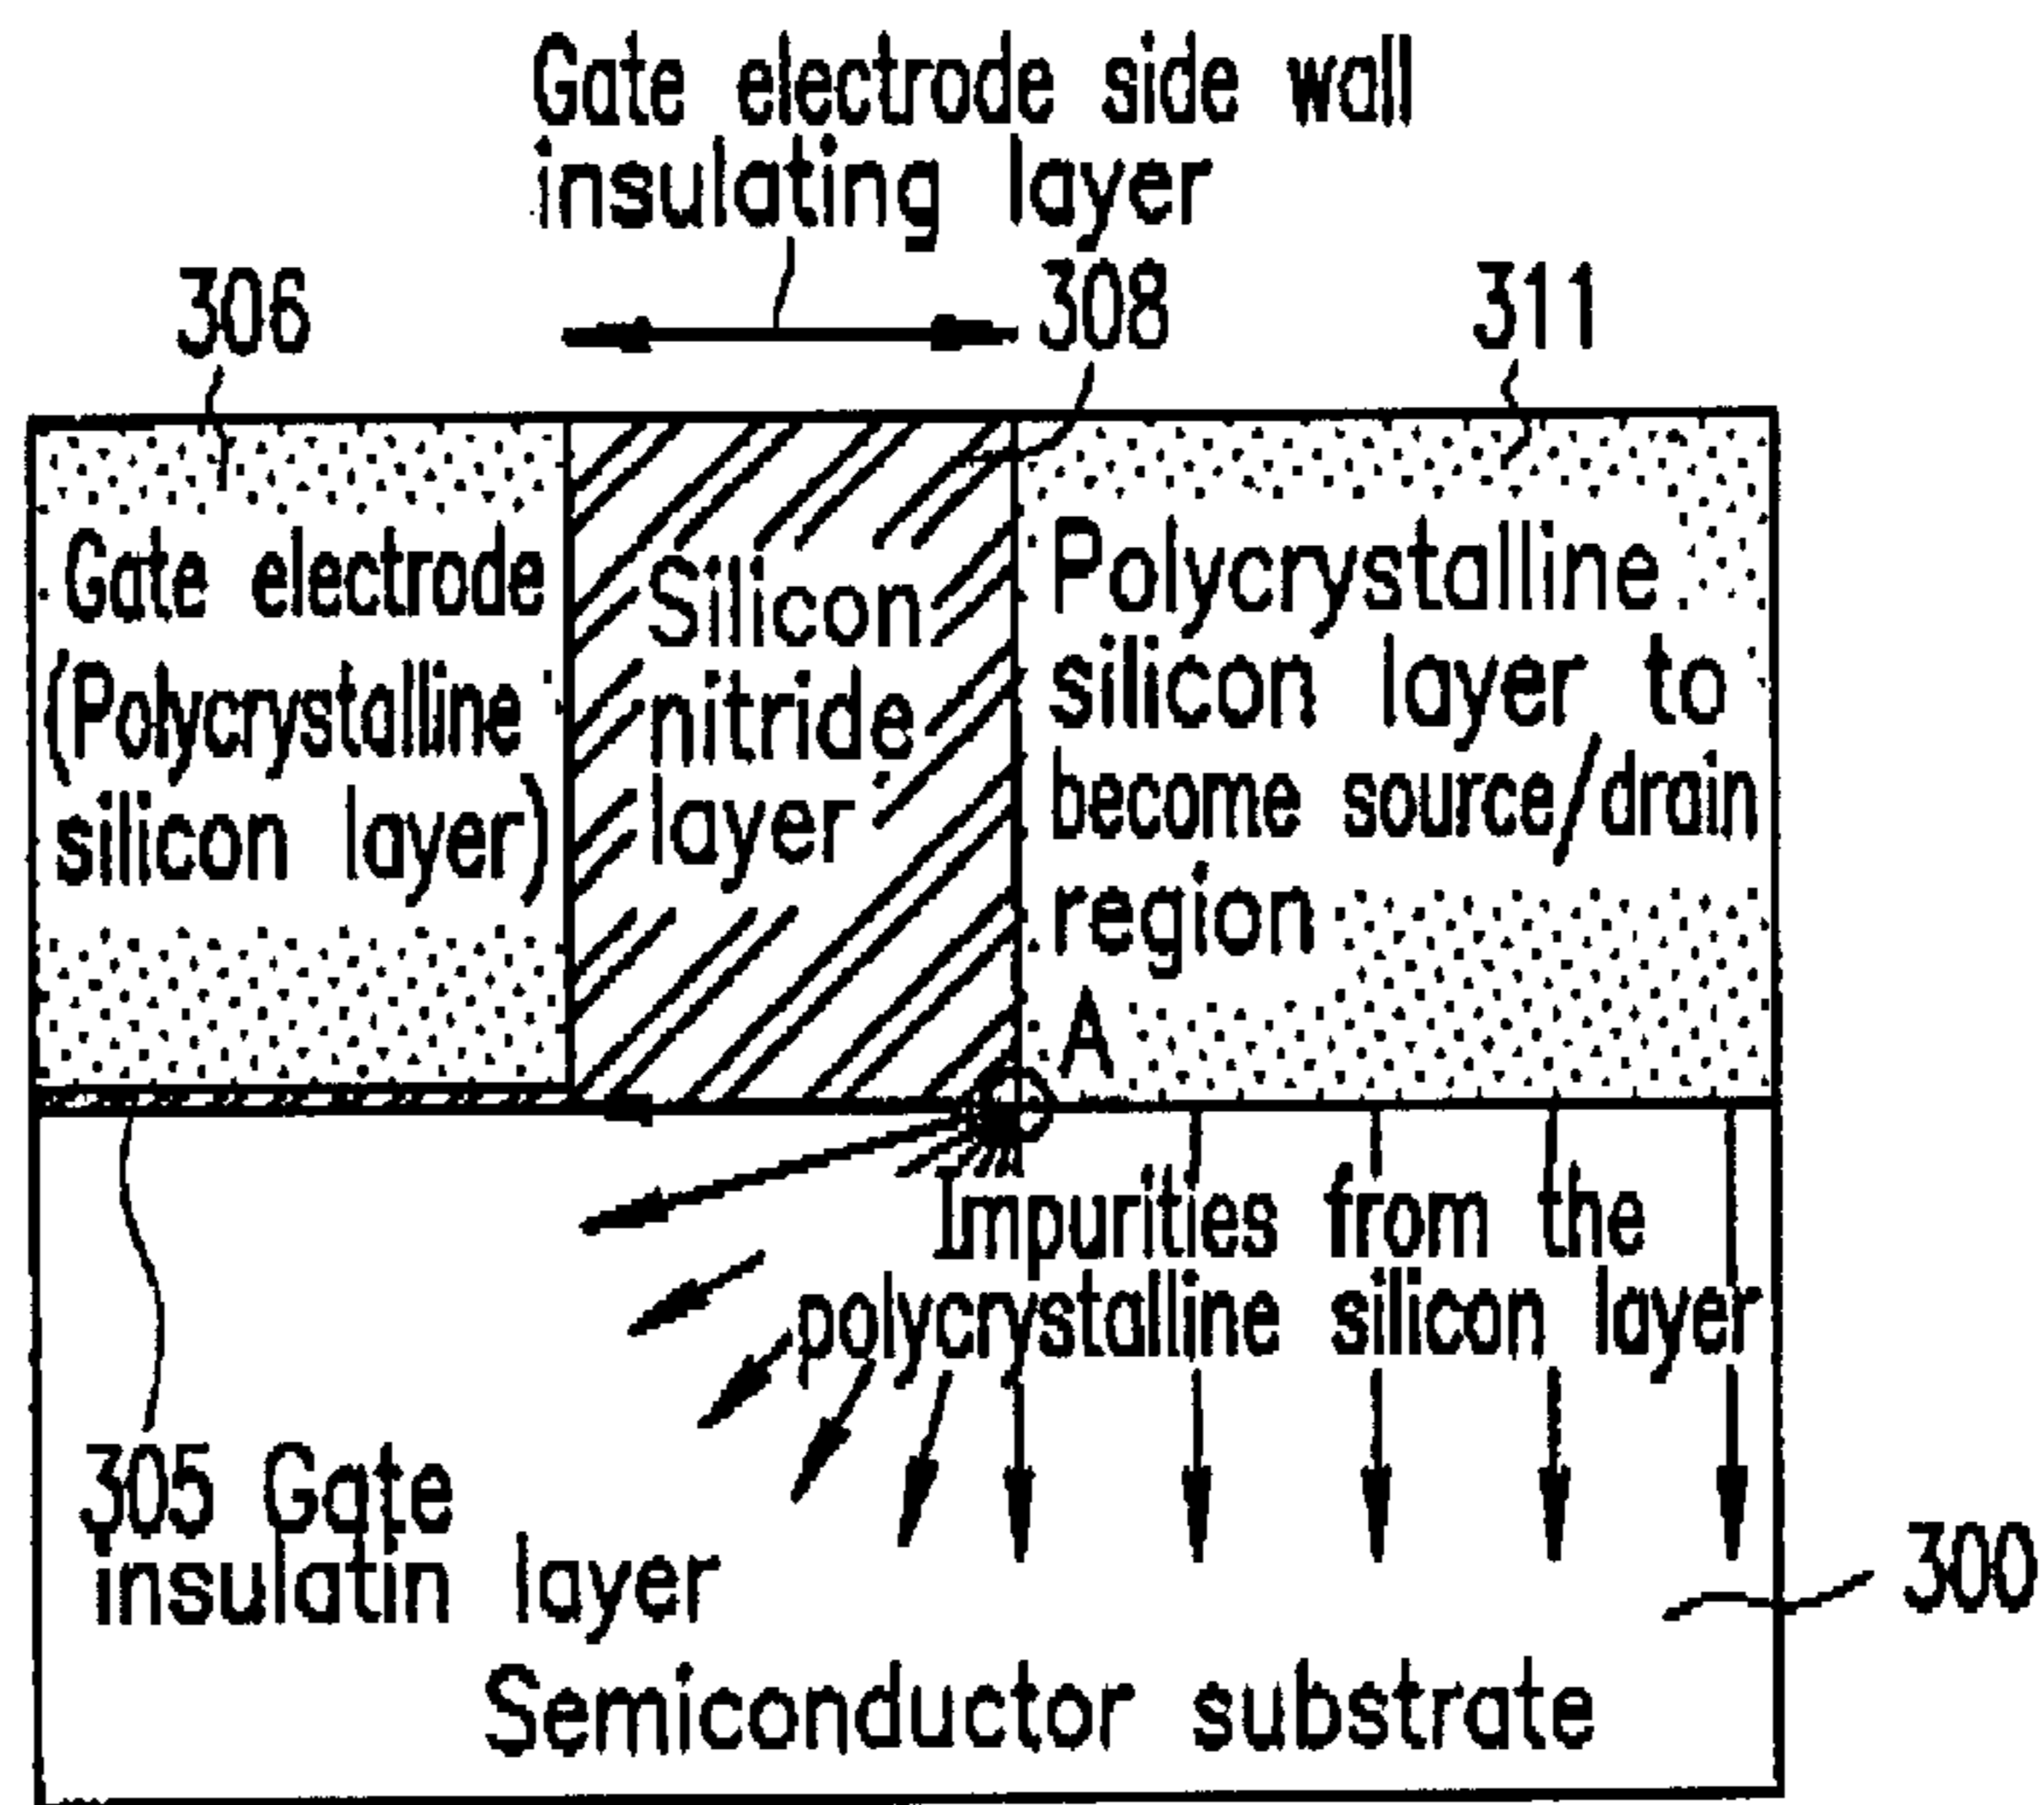 Gate electrode side wall
insulating layer
306
308
311
Gate electrode
(Polycrystalline
silicon layer)
Silicon
nitride
layer
Polycrystalline
silicon layer to
become source/drain
region
A
Impurities from the
polycrystalline silicon layer
305 Gate
insulatin layer
300
Semiconductor substrate